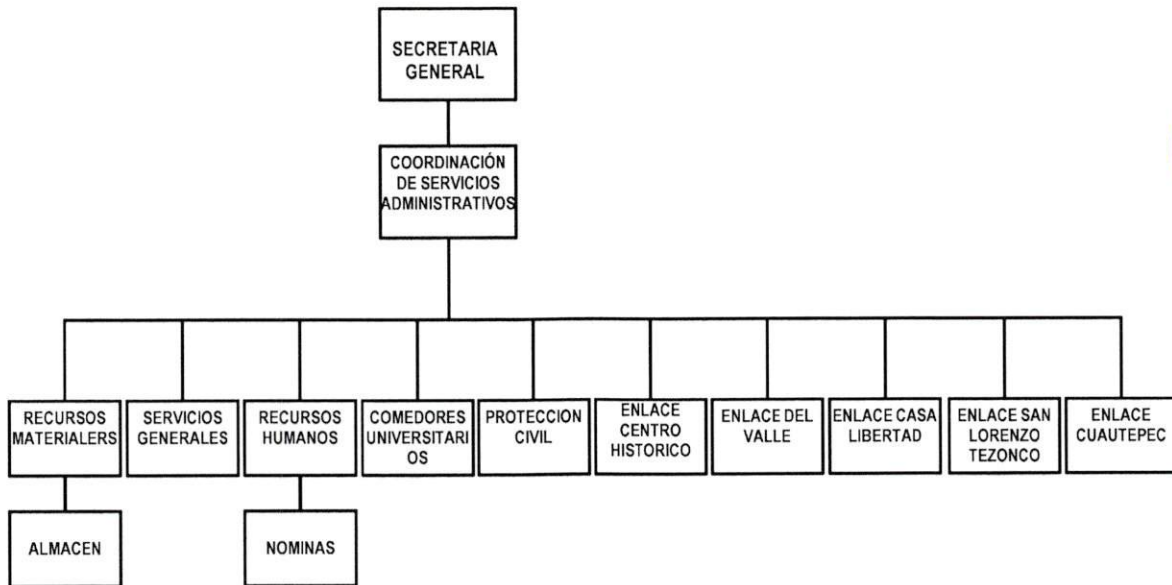 SECRETARIA
GENERAL
COORDINACIÓN
DE SERVICIOS
ADMINISTRATIVOS
RECURSOS
MATERIALERS
SERVICIOS
GENERALES
RECURSOS
HUMANOS
COMEDORES
UNIVERSITARI
OS
PROTECCION
CIVIL
ENLACE
CENTRO
HISTORICO
ENLACE DEL
VALLE
ENLACE CASA
LIBERTAD
ENLACE SAN
LORENZO
TEZONCO
ENLACE
CUAUTEPEC
ALMACEN
NOMINAS